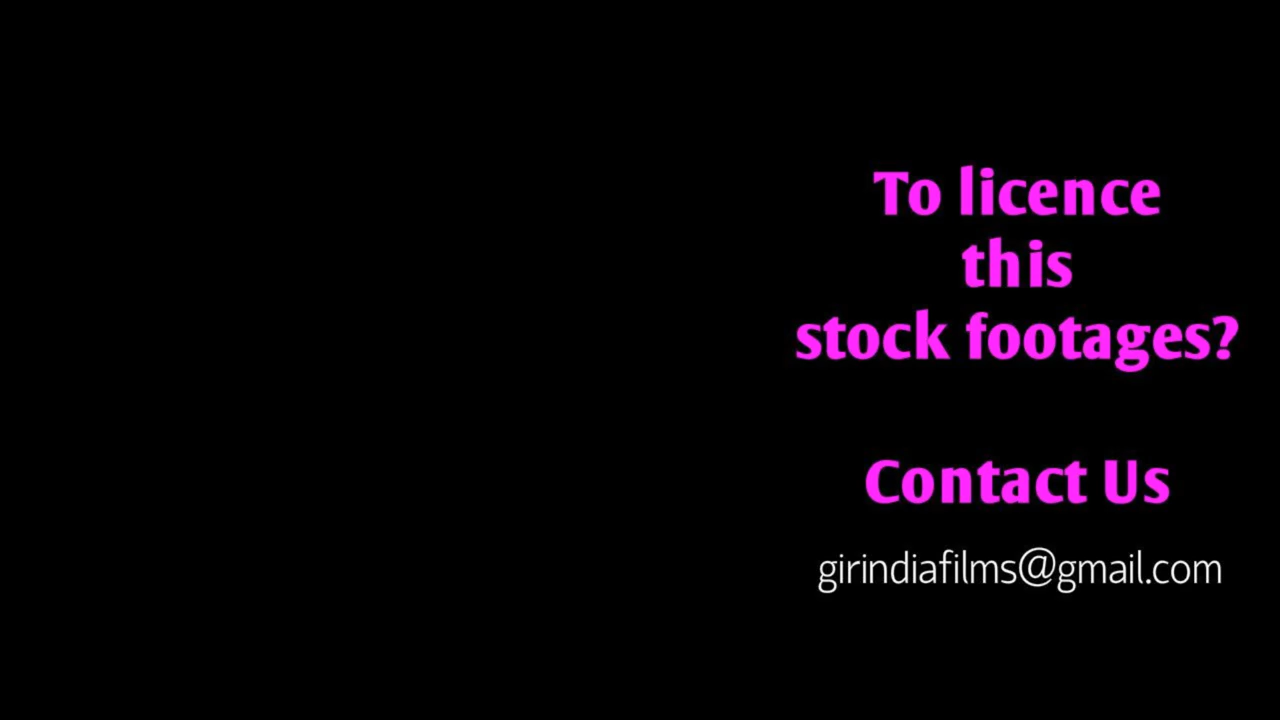 To licence
this
stock footages?
Contact Us
girindiafilms@gmail.com